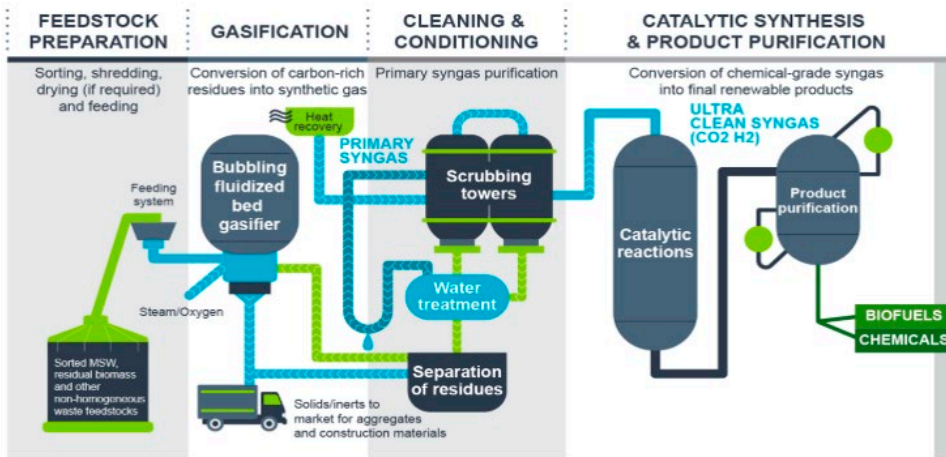 FEEDSTOCK
PREPARATION
Sorting, shredding,
drying (if required)
and feeding
Feeding
system
Steam/Oxygen
Sorted MSW,
residual biomass
and other
non-homogeneous
waste feedstocks
GASIFICATION
Conversion of carbon-rich
residues into synthetic gas
Heat
recovery
PRIMARY
SYNGAS
Bubbling
fluidized
bed
gasifier
Solids/inerts to
market for aggregates
and construction materials
CLEANING &
CONDITIONING
Primary syngas purification
Scrubbing
towers
Water
treatment
Separation
of residues
CATALYTIC SYNTHESIS
& PRODUCT PURIFICATION
Conversion of chemical-grade syngas
into final renewable products
ULTRA
CLEAN SYNGAS
(CO2 H2)
Catalytic
reactions
Product
purification
BIOFUELS
CHEMICALS